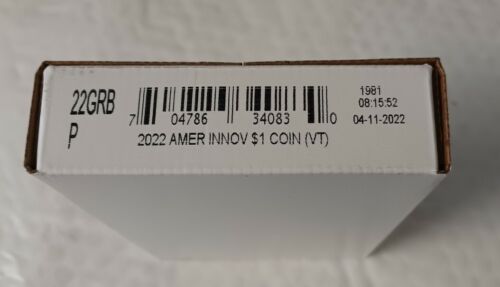 22GRB
P
7 04786 34083 0
2022 AMER INNOV $1 COIN (VT)
1981
08:15:52
04-11-2022